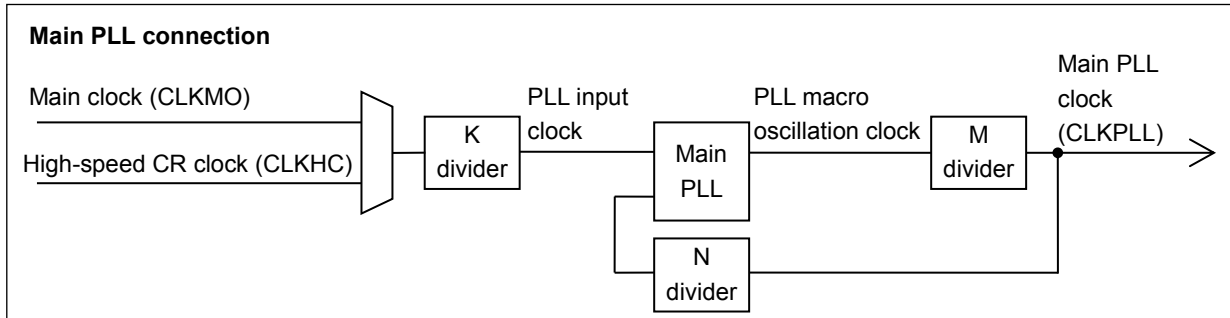 Main PLL connection
Main clock (CLKMO)
High-speed CR clock (CLKHC)
K
divider
PLL input
clock
Main
PLL
PLL macro
oscillation clock
M
divider
Main PLL
clock
(CLKPLL)
N
divider